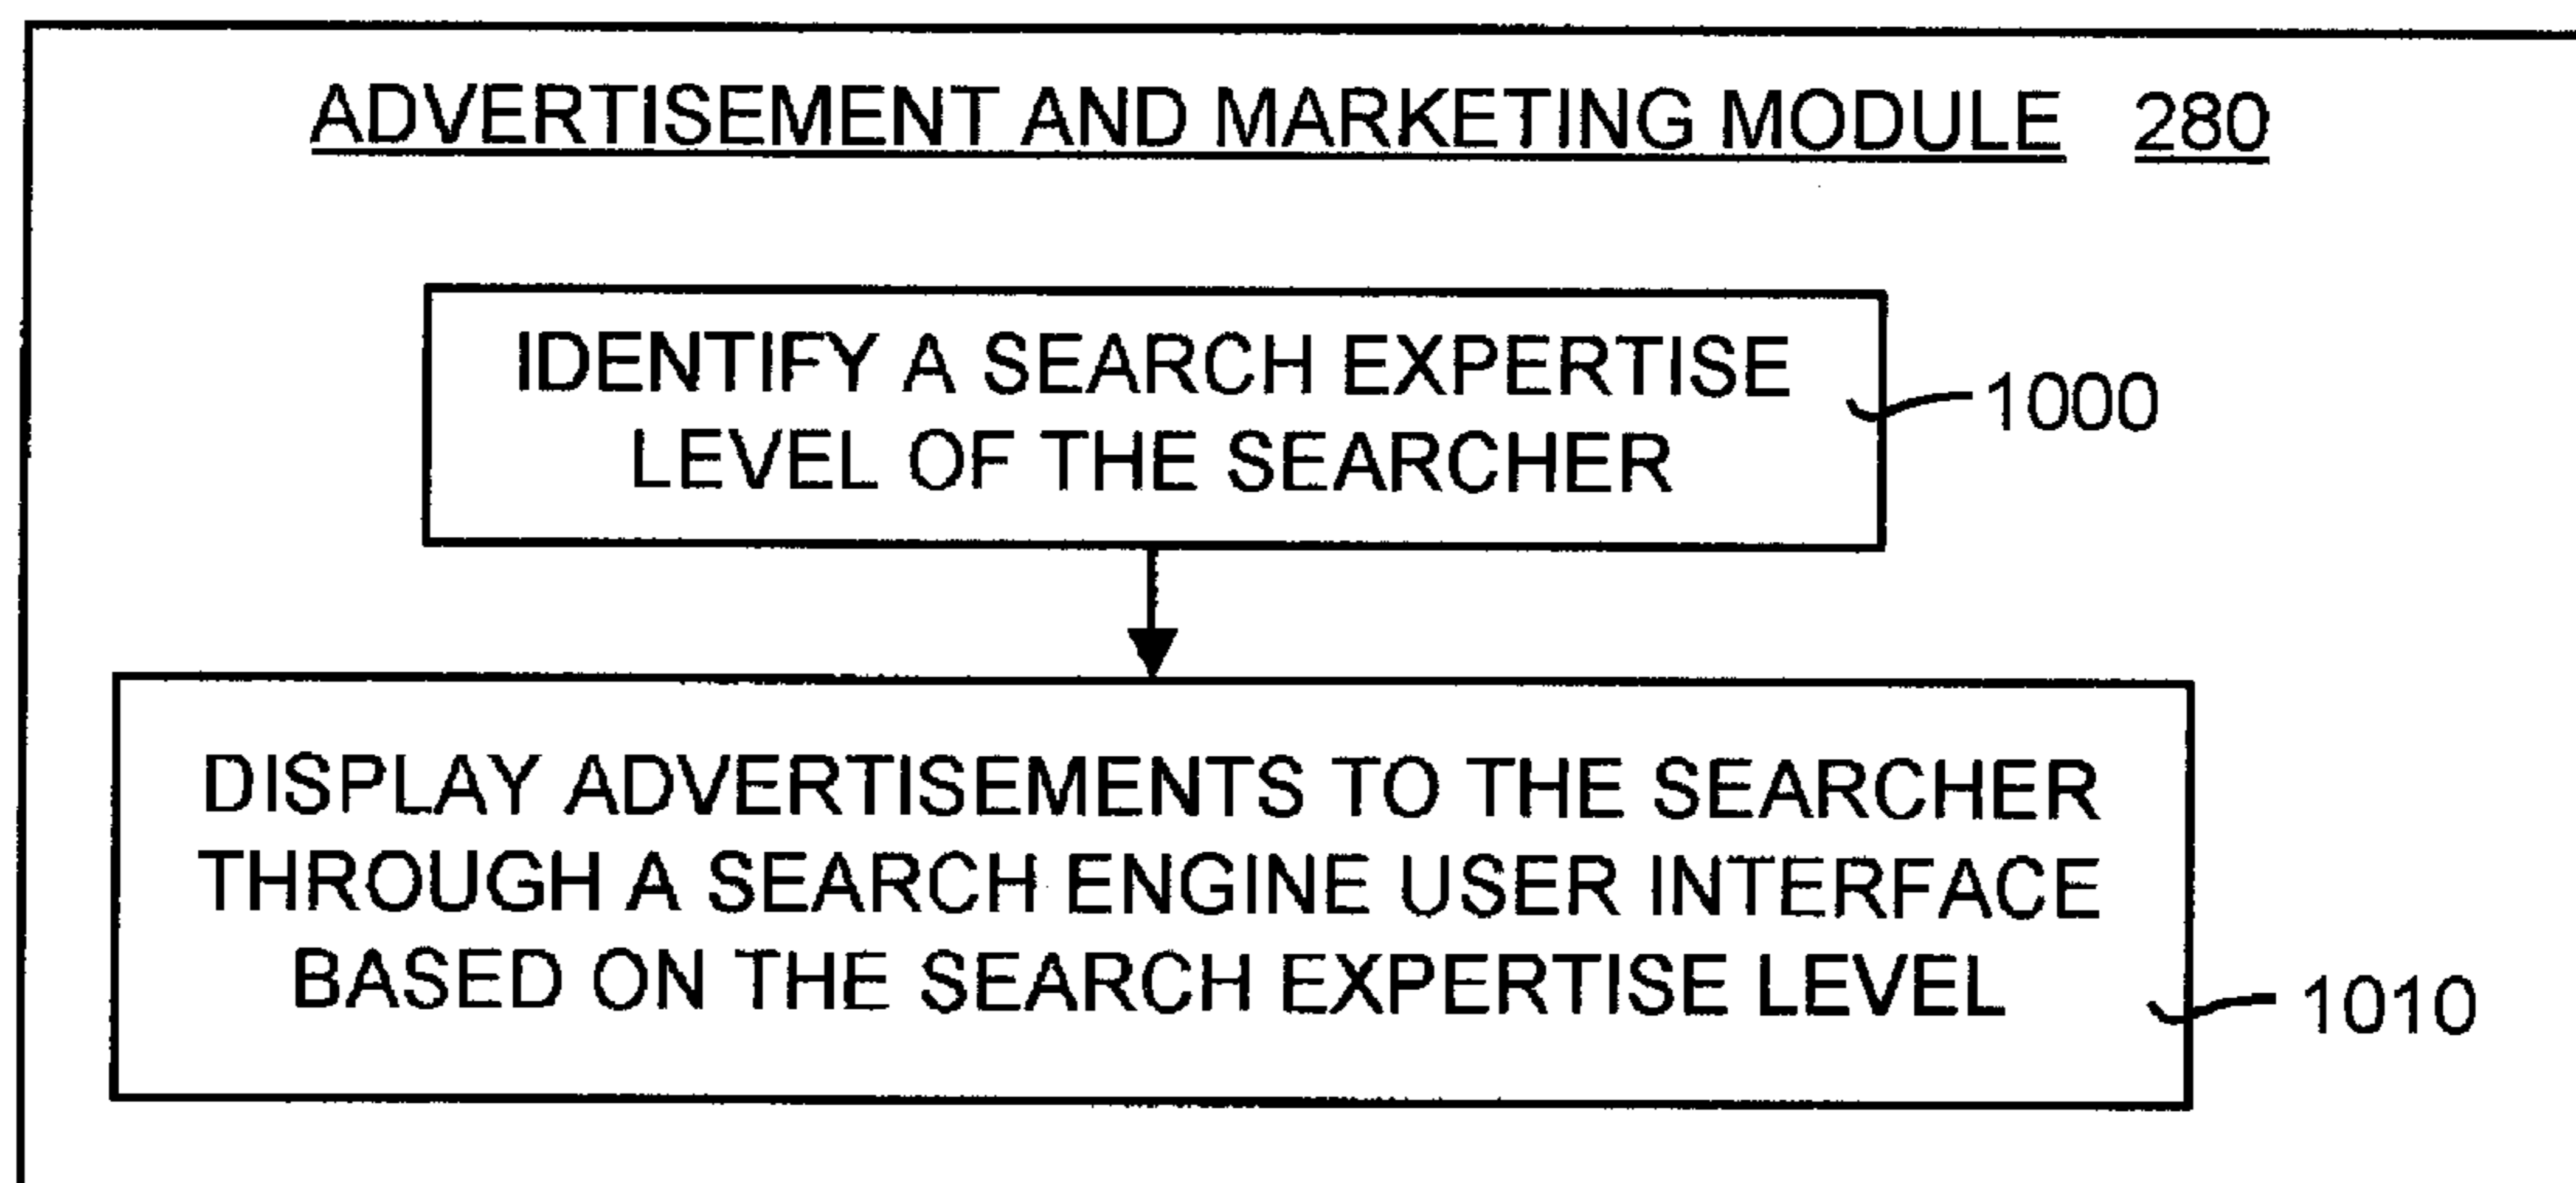 ADVERTISEMENT AND MARKETING MODULE 280
IDENTIFY A SEARCH EXPERTISE
LEVEL OF THE SEARCHER
1000
DISPLAY ADVERTISEMENTS TO THE SEARCHER
THROUGH A SEARCH ENGINE USER INTERFACE
BASED ON THE SEARCH EXPERTISE LEVEL
1010